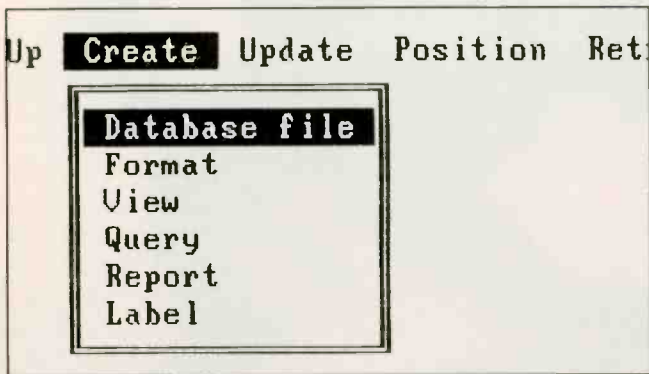 Up Create Update Position Ret
Database file
Format
View
Query
Report
Label